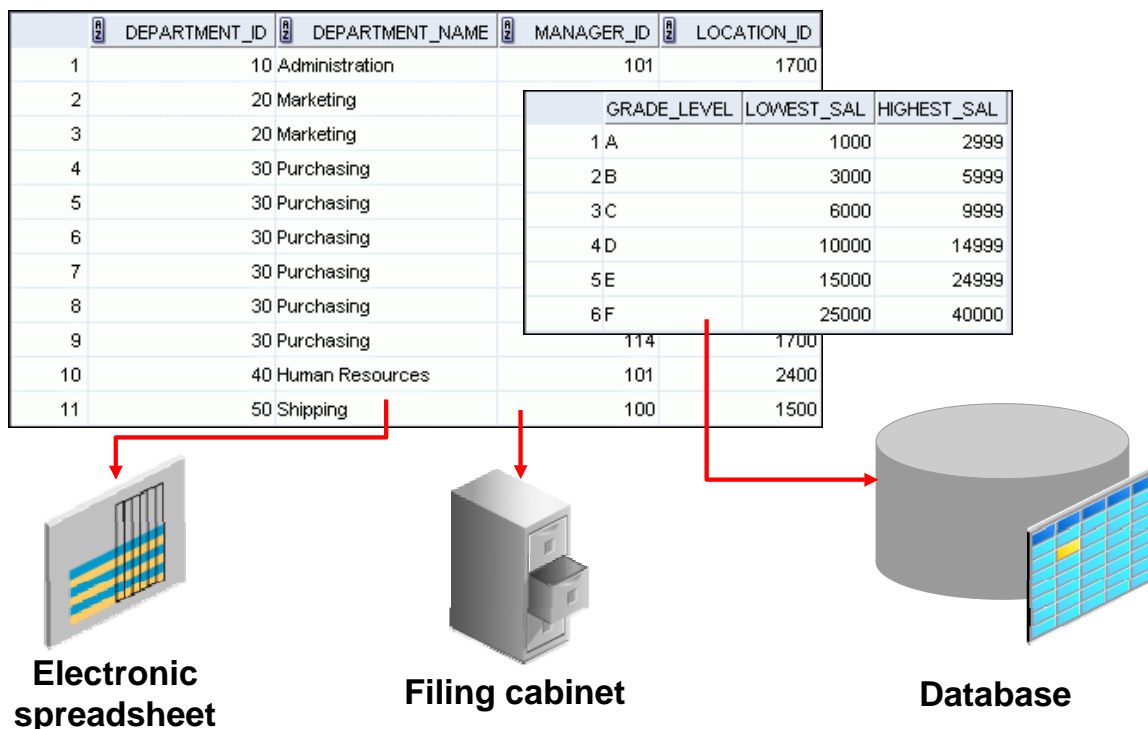 DEPARTMENT_ID DEPARTMENT_NAME MANAGER_ID LOCATION_ID
1 10 Administration 101 1700
2 20 Marketing
3 20 Marketing
4 30 Purchasing
5 30 Purchasing
6 30 Purchasing
7 30 Purchasing
8 30 Purchasing
9 30 Purchasing 114 1700
10 40 Human Resources 101 2400
11 50 Shipping 100 1500
GRADE_LEVEL LOWEST_SAL HIGHEST_SAL
1 A 1000 2999
2 B 3000 5999
3 C 6000 9999
4 D 10000 14999
5 E 15000 24999
6 F 25000 40000
Electronic
spreadsheet
Filing cabinet
Database